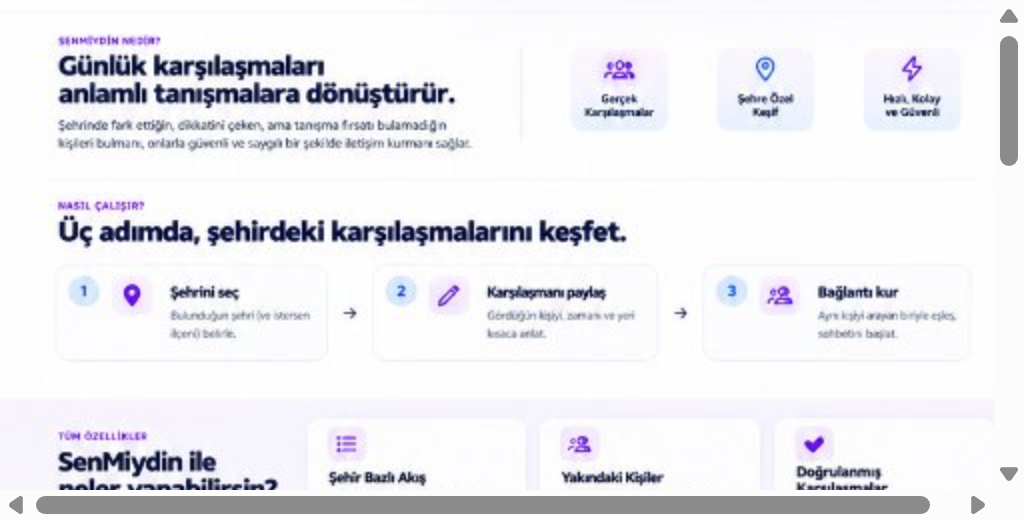 SENMİYDİN NEDİR?
Günlük karşılaşmaları
anlamlı tanışmalara dönüştürür.
Şehrinde fark ettiğin, dikkatini çeken, ama tanışma fırsatı bulamadığın
kişileri bulmanı, onlarla güvenli ve saygılı bir şekilde iletişim kurmanı sağlar.
Gerçek
Karşılaşmalar
Şehre Özel
Keşif
Hızlı, Kolay
ve Güvenli
NASIL ÇALIŞIR?
Üç adımda, şehirdeki karşılaşmalarını keşfet.
1
Şehrini seç
Bulunduğun şehri (ve istersen
ilçeni) belirle.
→
2
Karşılaşmanı paylaş
Gördüğün kişiyi, zamanı ve yeri
kısaca anlat.
→
3
Bağlantı kur
Aynı kişiyi arayan biriyle eşleş,
sohbetini başlat.
TÜM ÖZELLİKLER
SenMiydin ile
neler yapabilirsin?
Şehir Bazlı Akış
Yakındaki Kişiler
Doğrulanmış
Karşılaşmalar